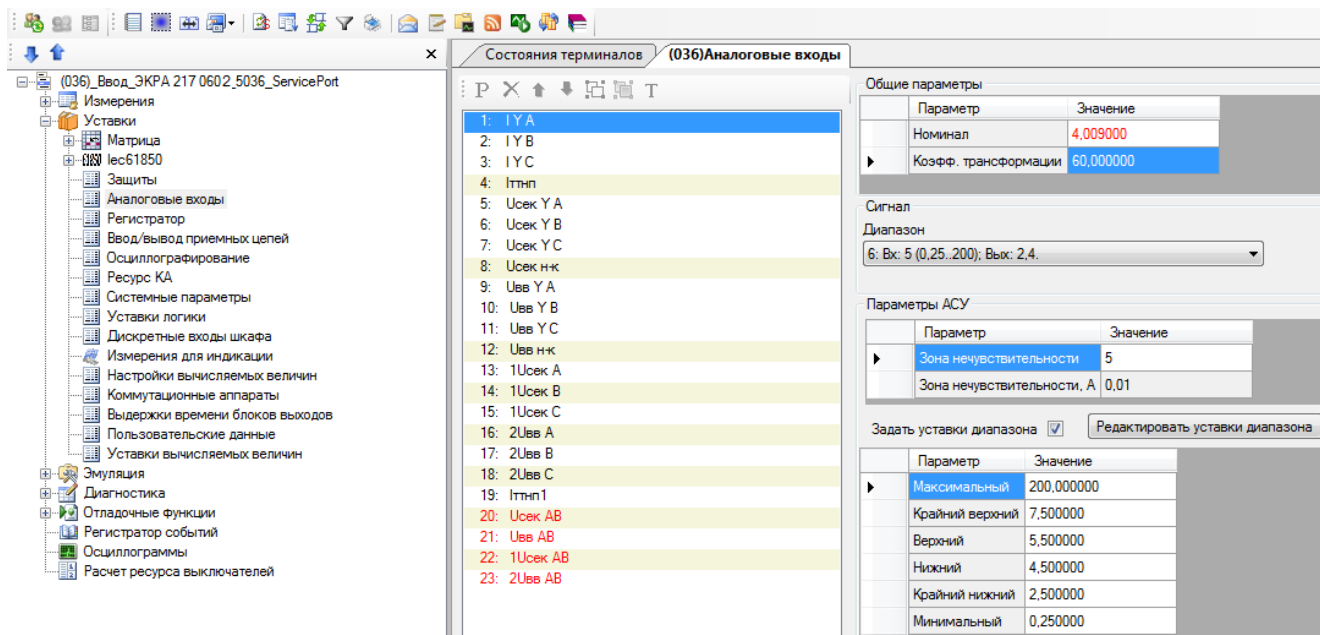 Состояния терминалов
(036)Аналоговые входы
(036)_Ввод_ЭКРА 217 0602_5036_ServicePort
Измерения
Уставки
Матрица
Iec61850
Защиты
Аналоговые входы
Регистратор
Ввод/вывод приемных цепей
Осциллографирование
Ресурс КА
Системные параметры
Уставки логики
Дискретные входы шкафа
Измерения для индикации
Настройки вычисляемых величин
Коммутационные аппараты
Выдержки времени блоков выходов
Пользовательские данные
Уставки вычисляемых величин
Эмуляция
Диагностика
Отладочные функции
Регистратор событий
Осциллограммы
Расчет ресурса выключателей
P T
1: I Y A
2: I Y B
3: I Y C
4: Iттнп
5: Uсек Y A
6: Uсек Y B
7: Uсек Y C
8: Uсек н-к
9: Uвв Y A
10: Uвв Y B
11: Uвв Y C
12: Uвв н-к
13: 1Uсек A
14: 1Uсек B
15: 1Uсек C
16: 2Uвв A
17: 2Uвв B
18: 2Uвв C
19: Iттнп1
20: Uсек AB
21: Uвв AB
22: 1Uсек AB
23: 2Uвв AB
Общие параметры
Параметр Значение
Номинал 4,009000
Коэфф. трансформации 60,000000
Сигнал
Диапазон
6: Вх: 5 (0,25..200); Вых: 2,4.
Параметры АСУ
Параметр Значение
Зона нечувствительности 5
Зона нечувствительности, А 0,01
Задать уставки диапазона Редактировать уставки диапазона
Параметр Значение
Максимальный 200,000000
Крайний верхний 7,500000
Верхний 5,500000
Нижний 4,500000
Крайний нижний 2,500000
Минимальный 0,250000